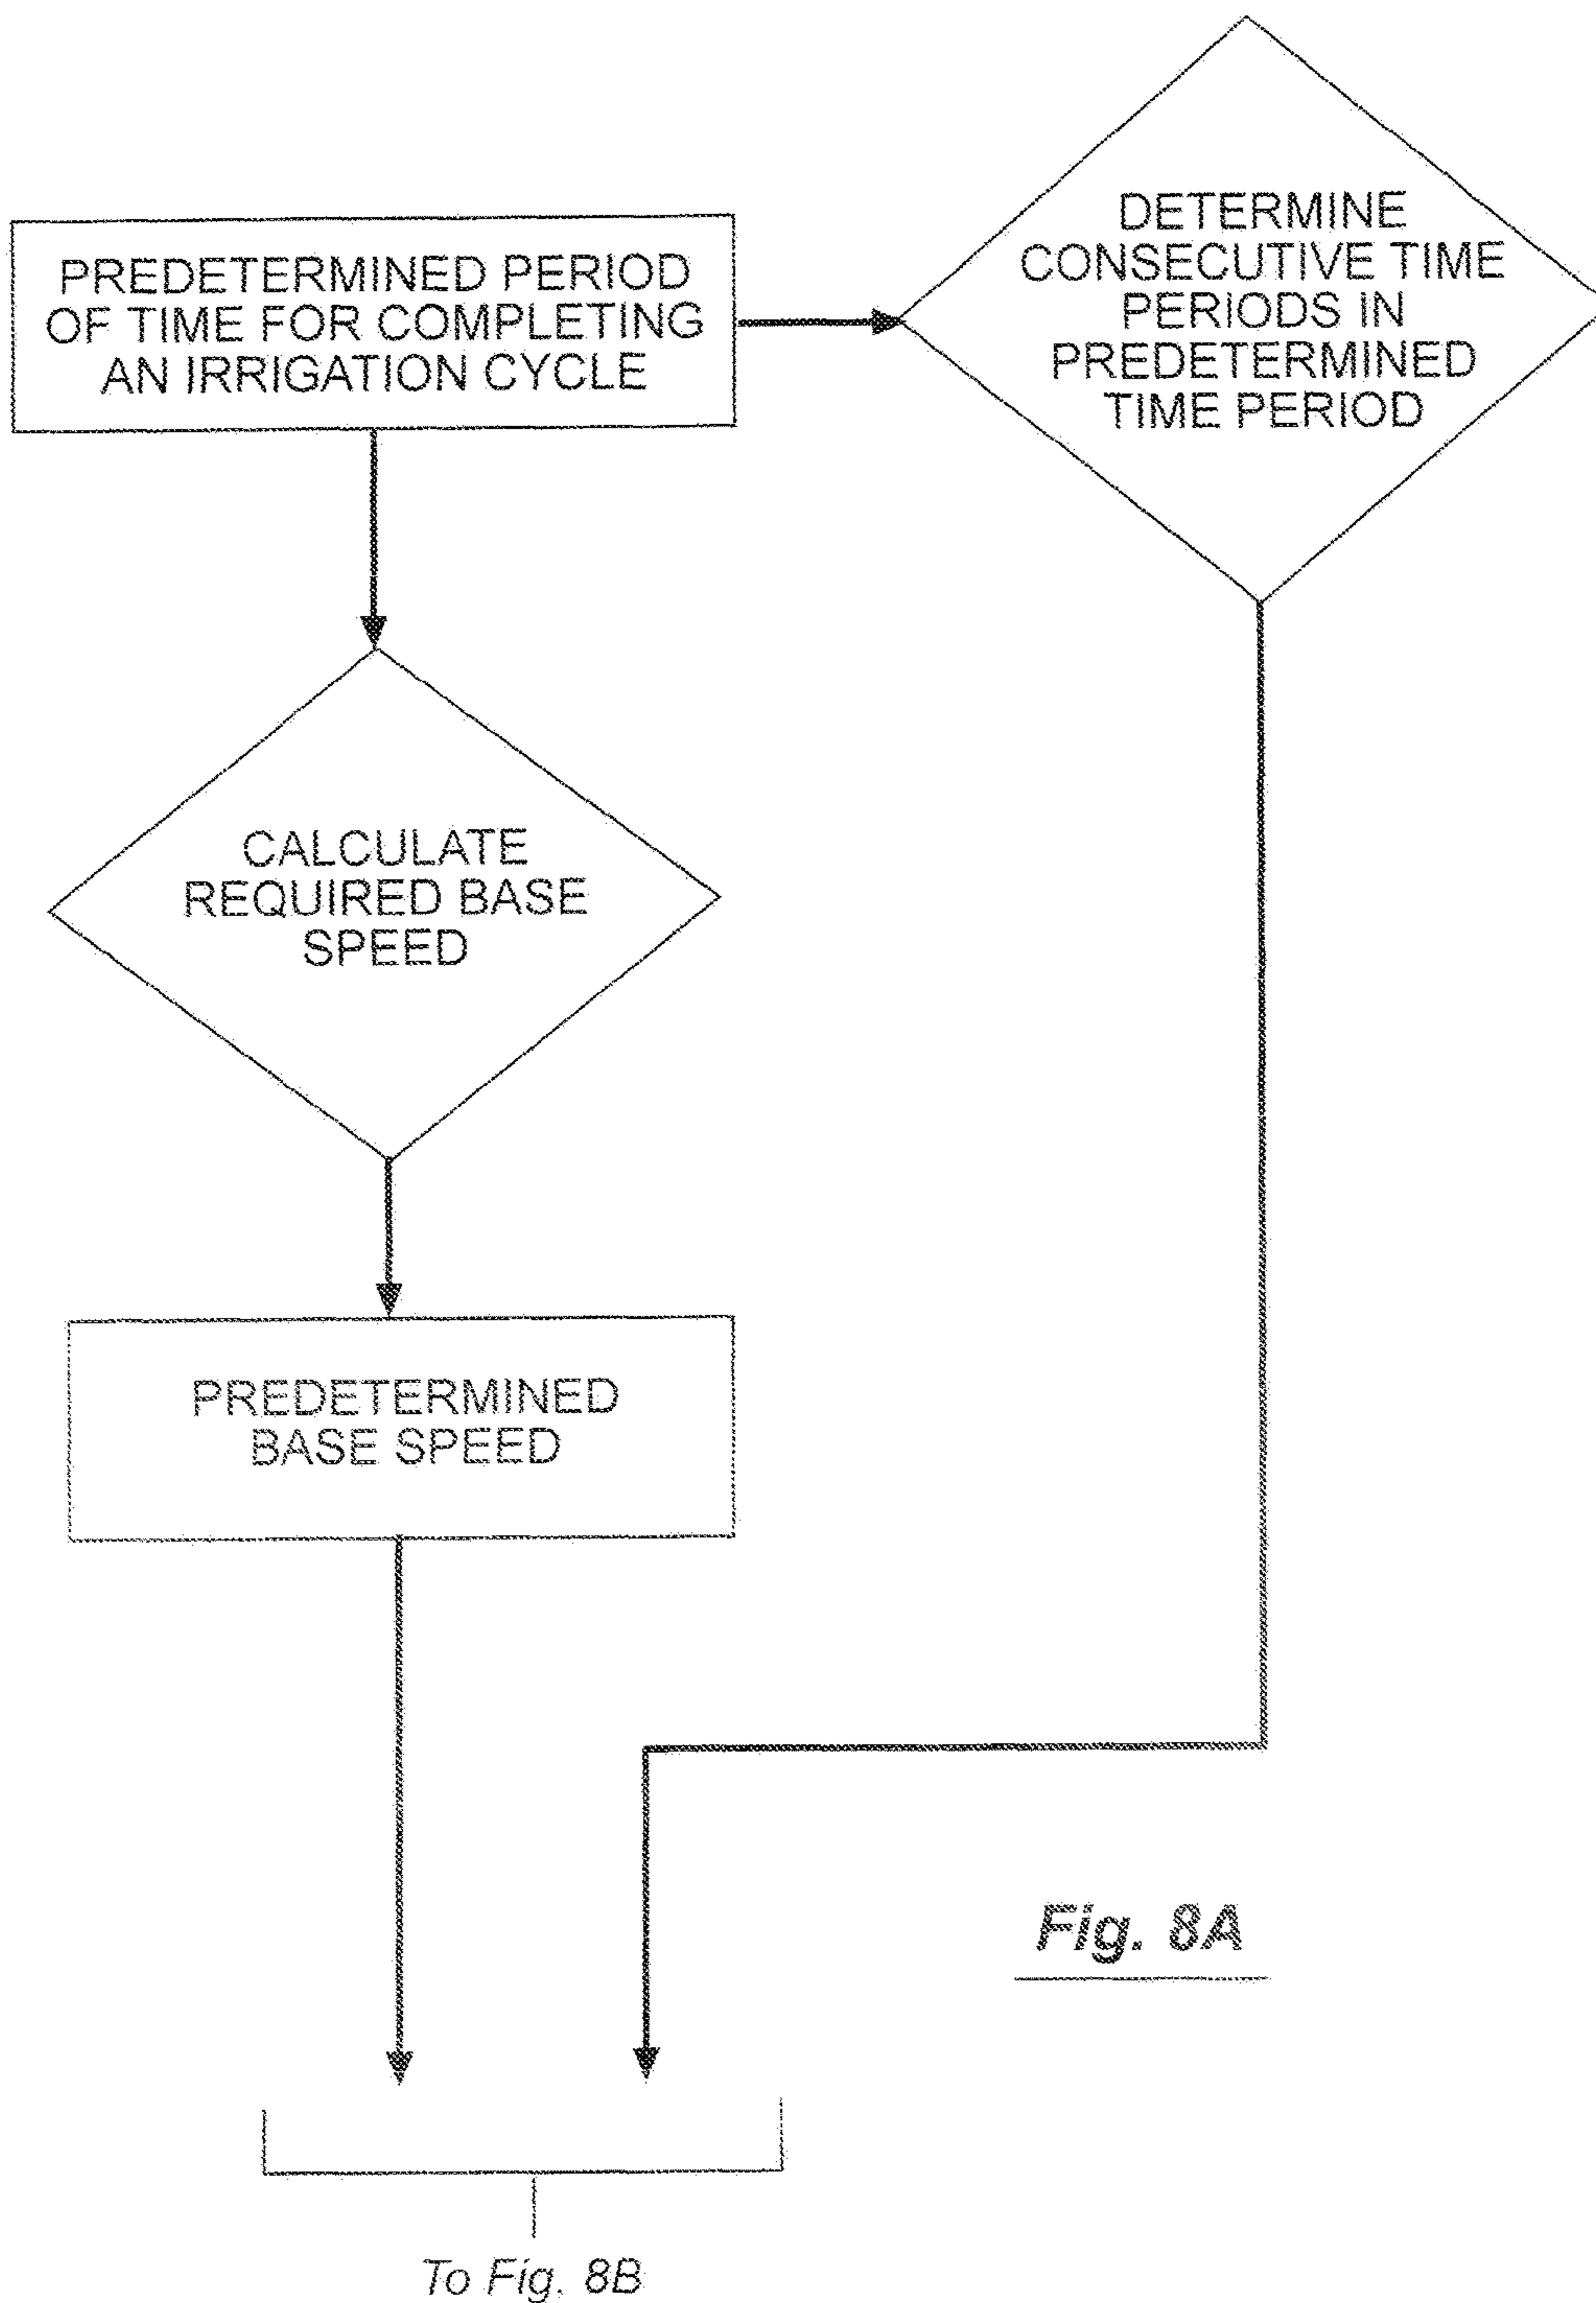 PREDETERMINED PERIOD
OF TIME FOR COMPLETING
AN IRRIGATION CYCLE
DETERMINE
CONSECUTIVE TIME
PERIODS IN
PREDETERMINED
TIME PERIOD
CALCULATE
REQUIRED BASE
SPEED
PREDETERMINED
BASE SPEED
Fig. 8A
To Fig. 8B